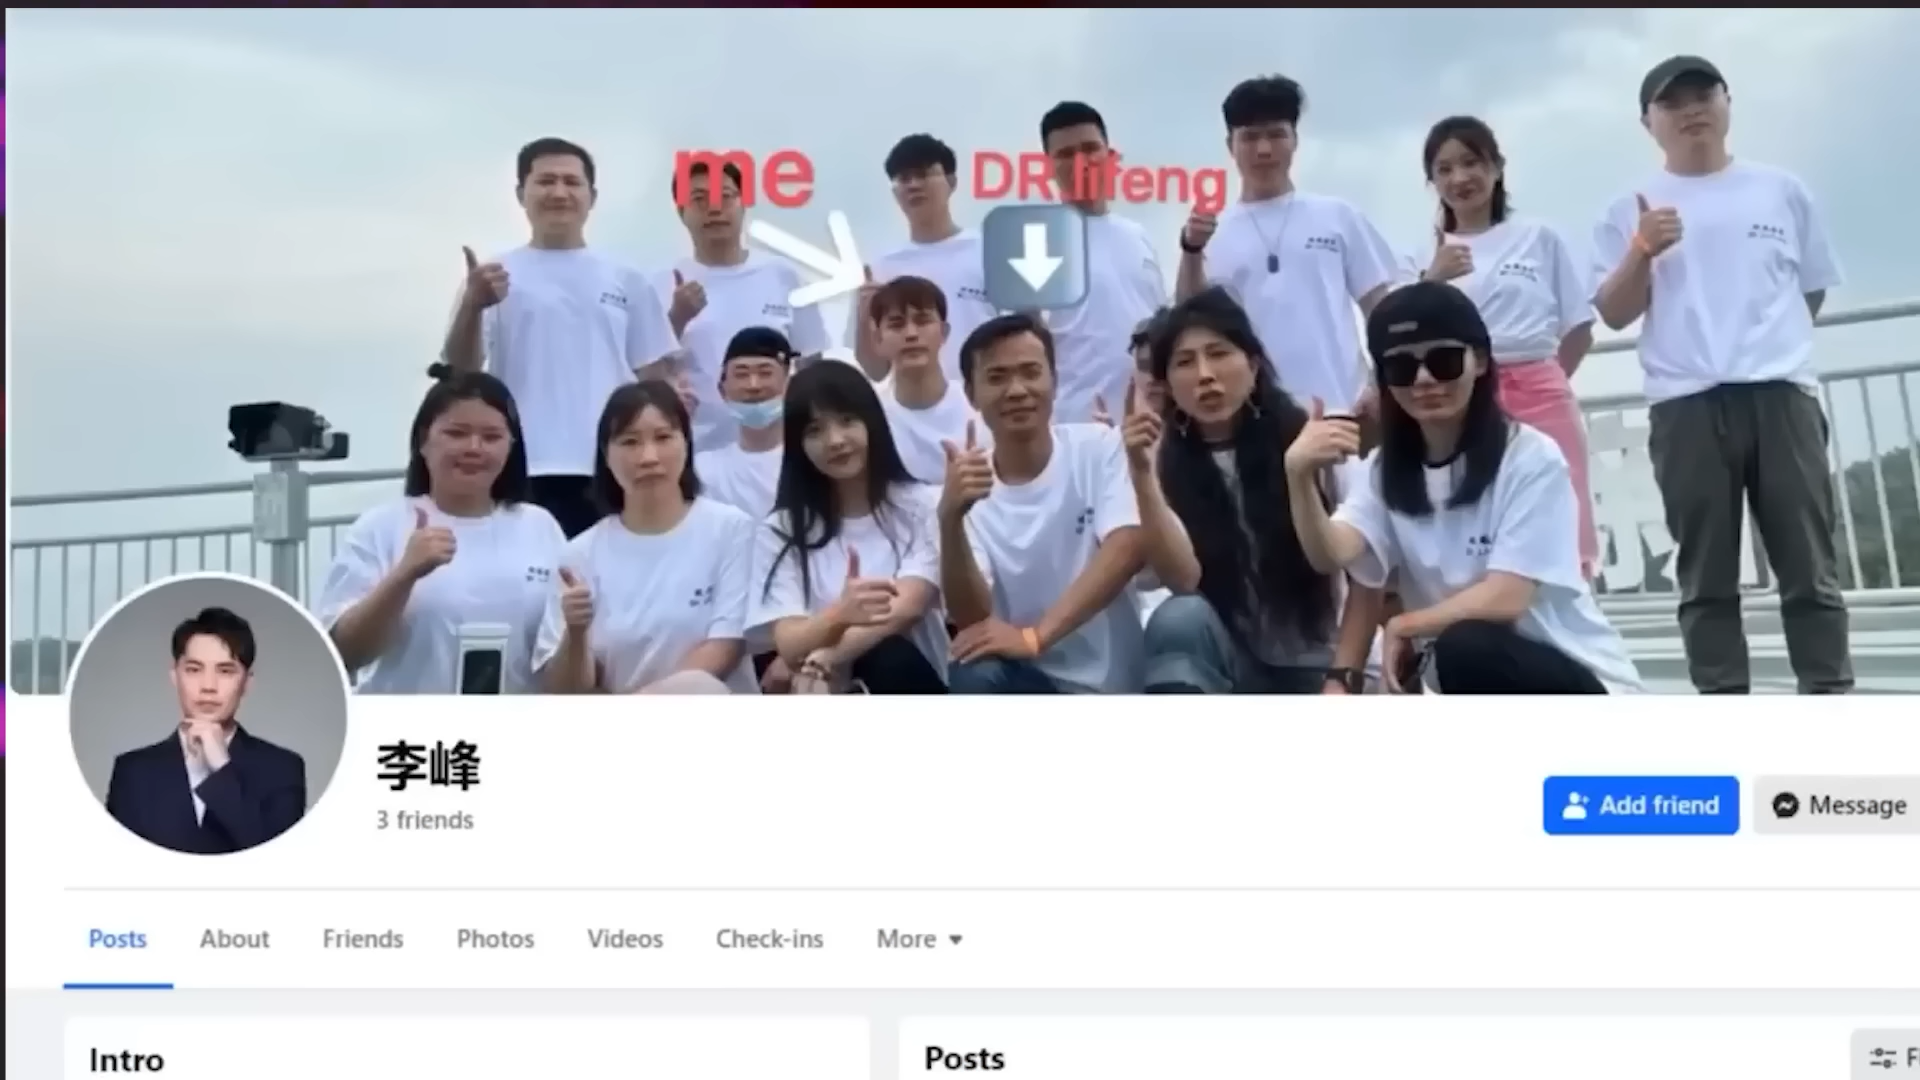 me
DR lifeng
李峰
3 friends
Add friend
Message
Posts
About
Friends
Photos
Videos
Check-ins
More
Intro
Posts